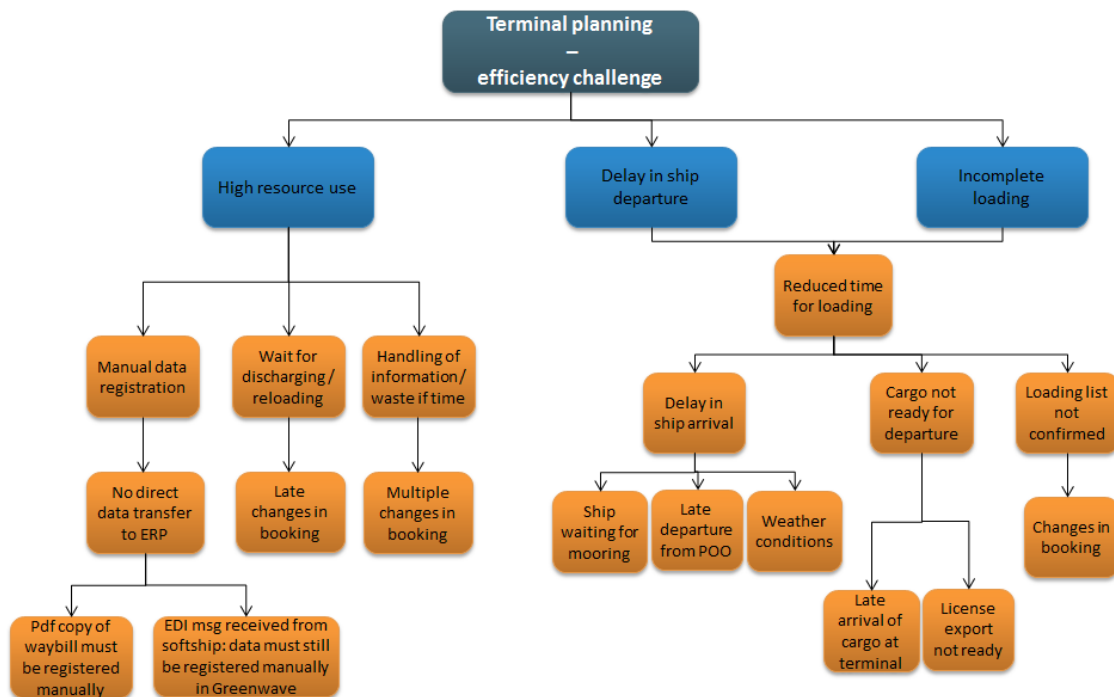 Terminal planning
–
efficiency challenge
High resource use
Delay in ship
departure
Incomplete
loading
Reduced time
for loading
Manual data
registration
Wait for
discharging /
reloading
Handling of
information/
waste if time
Delay in
ship arrival
Cargo not
ready for
departure
Loading list
not
confirmed
No direct
data transfer
to ERP
Late
changes in
booking
Multiple
changes in
booking
Ship
waiting for
mooring
Late
departure
from POO
Weather
conditions
Changes in
booking
Pdf copy of
waybill must
be registered
manually
EDI msg received from
softship: data must still
be registered manually
in Greenwave
Late
arrival of
cargo at
terminal
License
export
not ready